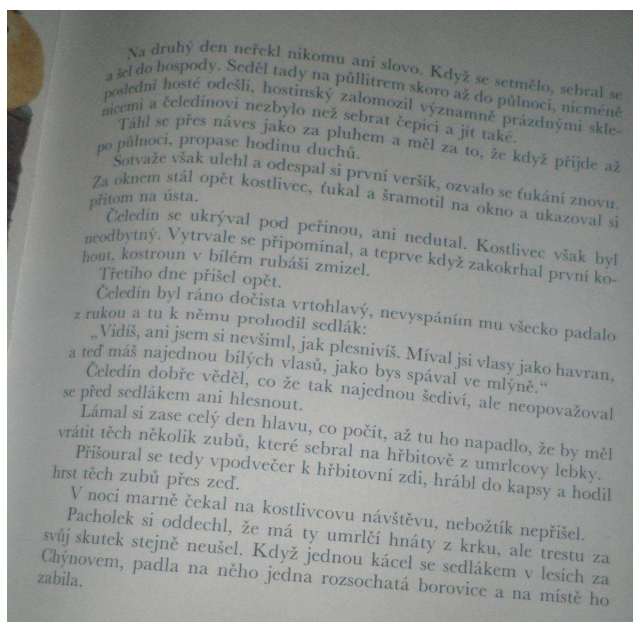 Na druhý den neřekl nikomu ani slovo. Když se setmělo, sebral se
a šel do hospody. Seděl tady na půllitrem skoro až do půlnoci, nicméně
poslední hosté odešli, hostinský zalomozil významně prázdnými skle-
nicemi a čeledínovi nezbylo než sebrat čepici a jít také.
Táhl se přes náves jako za pluhem a měl za to, že když přijde až
po půlnoci, propase hodinu duchů.
Sotvaže však ulehl a odespal si první veršík, ozvalo se ťukání znovu.
Za oknem stál opět kostlivec, ťukal a šramotil na okno a ukazoval si
přitom na ústa.
Čeledín se ukrýval pod peřinou, ani nedutal. Kostlivec však byl
neodbytný. Vytrvale se připomínal, a teprve když zakokrhal první ko-
hout, kostroun v bílém rubáši zmizel.
Třetího dne přišel opět.
Čeledín byl ráno dočista vrtohlavý, nevyspáním mu všecko padalo
z rukou a tu k němu prohodil sedlák:
„Vidíš, ani jsem si nevšiml, jak plesnivíš. Míval jsi vlasy jako havran,
a teď máš najednou bílých vlasů, jako bys spával ve mlýně.“
Čeledín dobře věděl, co že tak najednou šediví, ale neopovažoval
se před sedlákem ani hlesnout.
Lámal si zase celý den hlavu, co počít, až tu ho napadlo, že by měl
vrátit těch několik zubů, které sebral na hřbitově z umrlcovy lebky.
Přišoural se tedy vpodvečer k hřbitovní zdi, hrábl do kapsy a hodil
hrst těch zubů přes zeď.
V noci marně čekal na kostlivcovu návštěvu, nebožtík nepřišel.
Pacholek si oddechl, že má ty umrlčí hnáty z krku, ale trestu za
svůj skutek stejně neušel. Když jednou kácel se sedlákem v lesích za
Chýnovem, padla na něho jedna rozsochatá borovice a na místě ho
zabila.